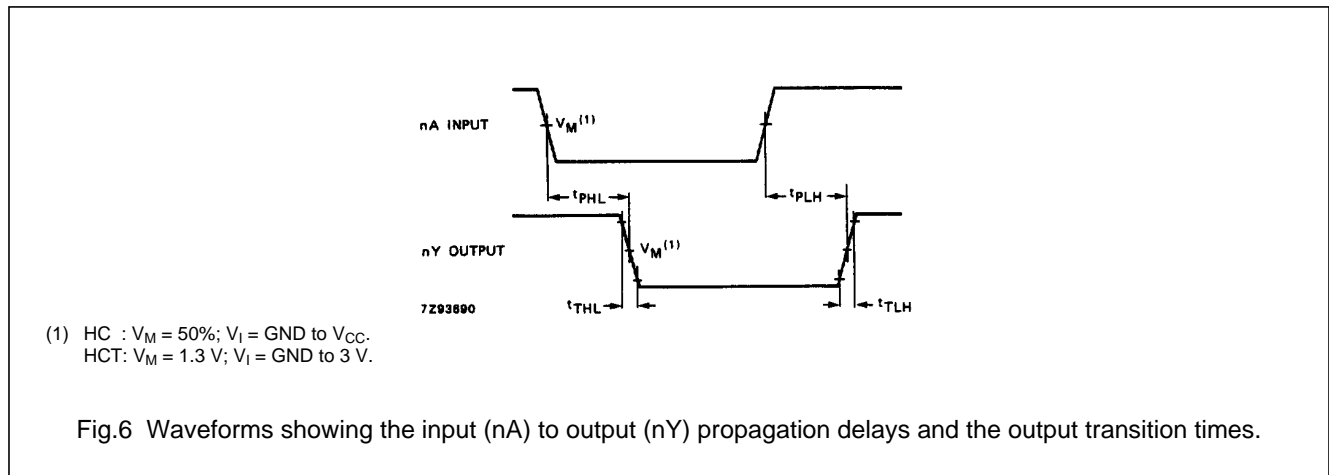 nA INPUT
VM(1)
tPHL
tPLH
nY OUTPUT
VM(1)
tTHL
tTLH
7Z93690
(1) HC : VM = 50%; VI = GND to VCC.
HCT: VM = 1.3 V; VI = GND to 3 V.
Fig.6 Waveforms showing the input (nA) to output (nY) propagation delays and the output transition times.